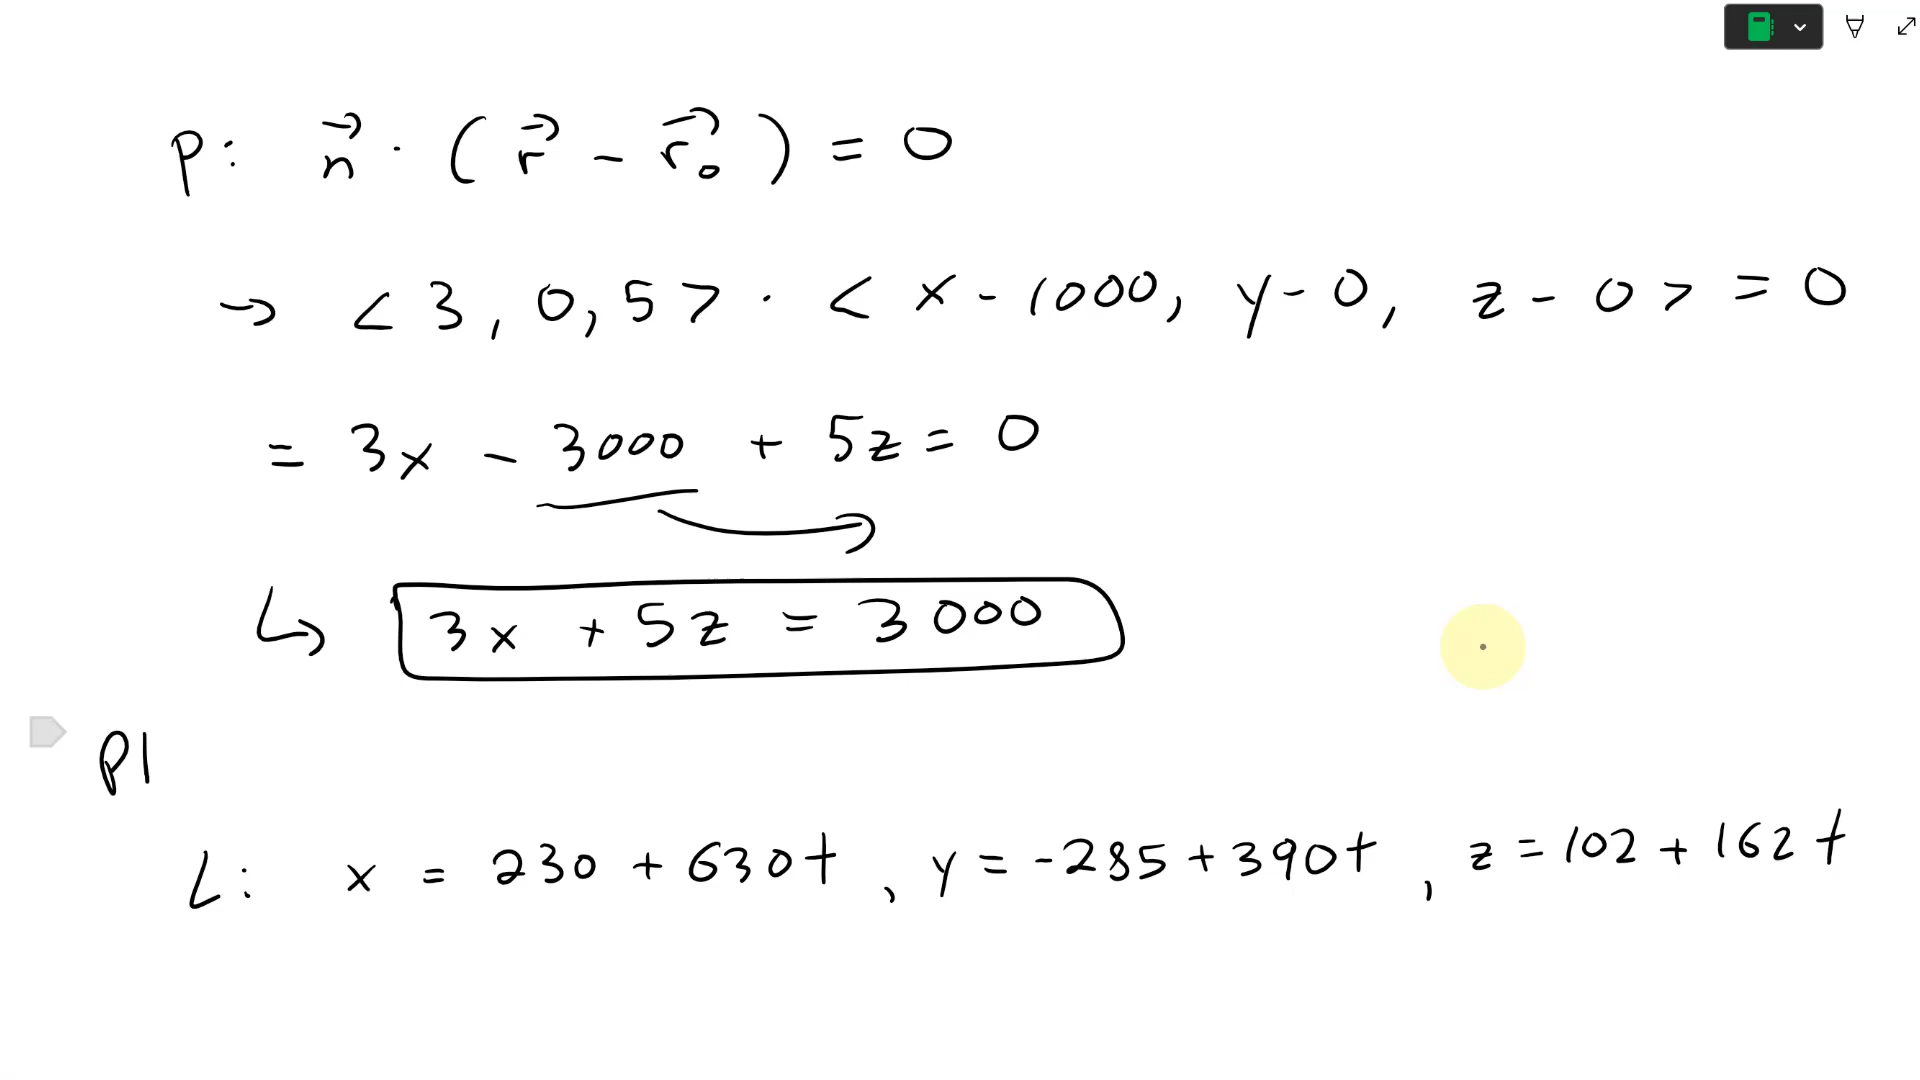 p: n⃗ · ( r⃗ - r⃗₀ ) = 0
→ < 3, 0, 5 > · < x - 1000, y - 0, z - 0 > = 0
= 3x - 3000 + 5z = 0
↳ 3x + 5z = 3000
P1
L: x = 230 + 630t , y = -285 + 390t , z = 102 + 162t